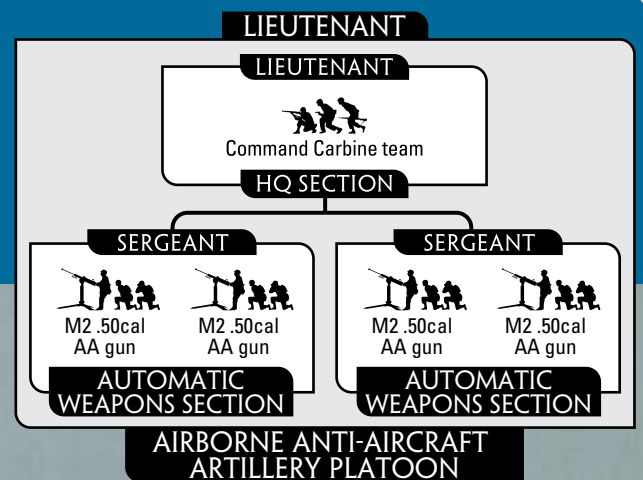 LIEUTENANT
LIEUTENANT
Command Carbine team
HQ SECTION
SERGEANT
M2 .50cal
AA gun
M2 .50cal
AA gun
AUTOMATIC
WEAPONS SECTION
SERGEANT
M2 .50cal
AA gun
M2 .50cal
AA gun
AUTOMATIC
WEAPONS SECTION
AIRBORNE ANTI-AIRCRAFT
ARTILLERY PLATOON